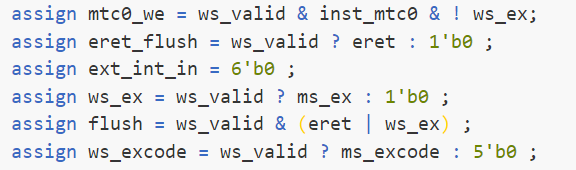 assign mtc0_we = ws_valid & inst_mtc0 & ! ws_ex;
assign eret_flush = ws_valid ? eret : 1'b0 ;
assign ext_int_in = 6'b0 ;
assign ws_ex = ws_valid ? ms_ex : 1'b0 ;
assign flush = ws_valid & (eret | ws_ex) ;
assign ws_excode = ws_valid ? ms_excode : 5'b0 ;